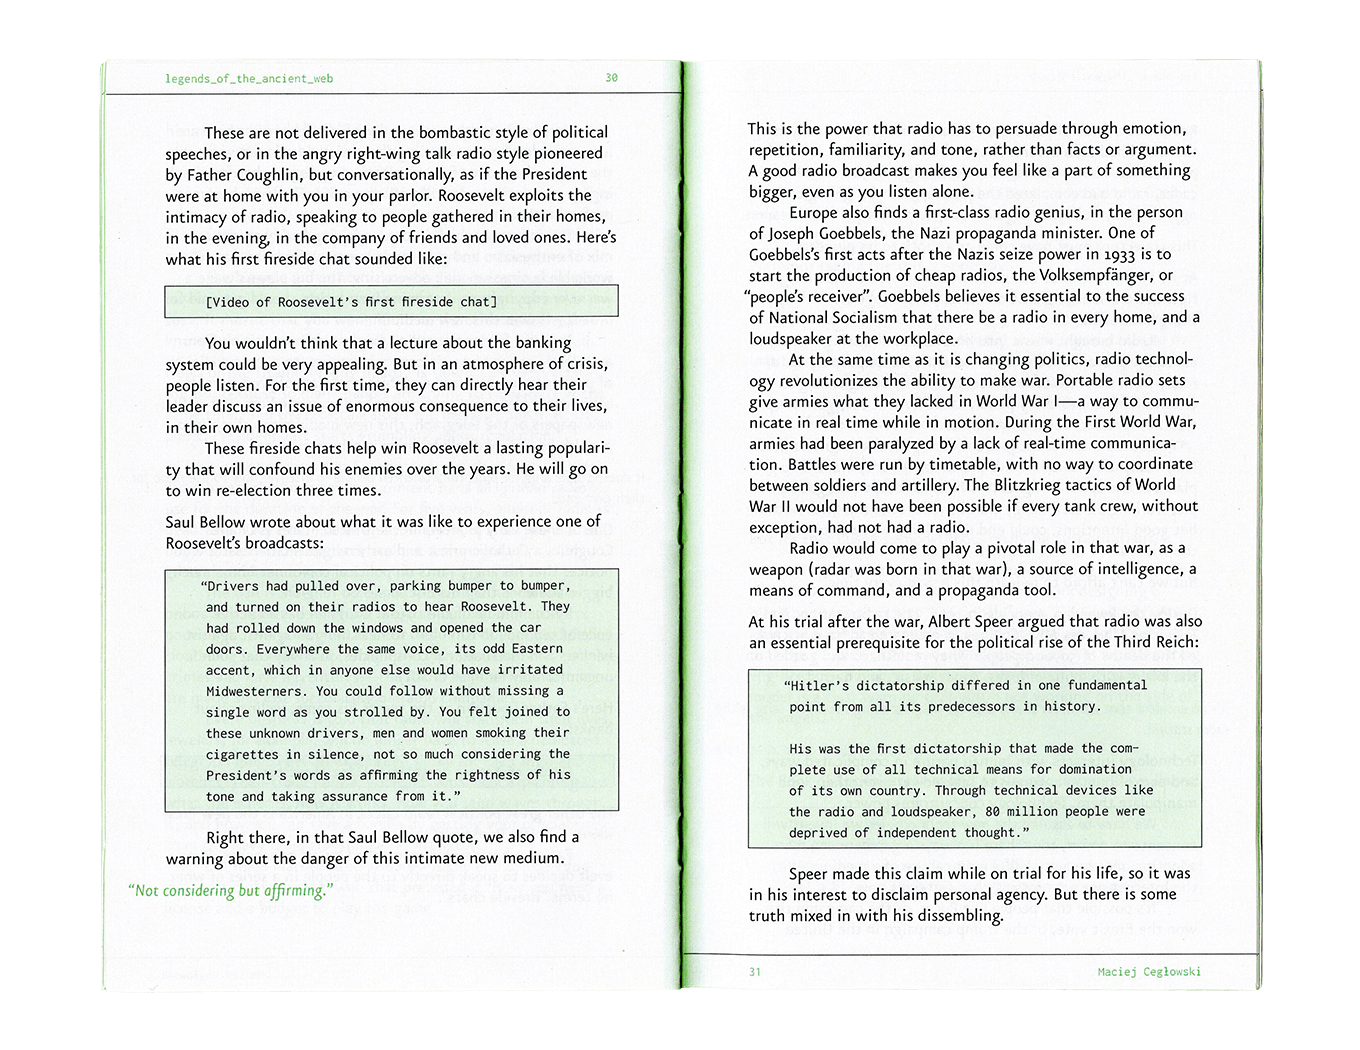 legends_of_the_ancient_web 30
These are not delivered in the bombastic style of political
speeches, or in the angry right-wing talk radio style pioneered
by Father Coughlin, but conversationally, as if the President
were at home with you in your parlor. Roosevelt exploits the
intimacy of radio, speaking to people gathered in their homes,
in the evening, in the company of friends and loved ones. Here's
what his first fireside chat sounded like:
[Video of Roosevelt's first fireside chat]
You wouldn't think that a lecture about the banking
system could be very appealing. But in an atmosphere of crisis,
people listen. For the first time, they can directly hear their
leader discuss an issue of enormous consequence to their lives,
in their own homes.
These fireside chats help win Roosevelt a lasting populari-
ty that will confound his enemies over the years. He will go on
to win re-election three times.
Saul Bellow wrote about what it was like to experience one of
Roosevelt's broadcasts:
“Drivers had pulled over, parking bumper to bumper,
and turned on their radios to hear Roosevelt. They
had rolled down the windows and opened the car
doors. Everywhere the same voice, its odd Eastern
accent, which in anyone else would have irritated
Midwesterners. You could follow without missing a
single word as you strolled by. You felt joined to
these unknown drivers, men and women smoking their
cigarettes in silence, not so much considering the
President's words as affirming the rightness of his
tone and taking assurance from it.”
Right there, in that Saul Bellow quote, we also find a
warning about the danger of this intimate new medium.
“Not considering but affirming.”
This is the power that radio has to persuade through emotion,
repetition, familiarity, and tone, rather than facts or argument.
A good radio broadcast makes you feel like a part of something
bigger, even as you listen alone.
Europe also finds a first-class radio genius, in the person
of Joseph Goebbels, the Nazi propaganda minister. One of
Goebbels's first acts after the Nazis seize power in 1933 is to
start the production of cheap radios, the Volksempfänger, or
“people's receiver”. Goebbels believes it essential to the success
of National Socialism that there be a radio in every home, and a
loudspeaker at the workplace.
At the same time as it is changing politics, radio technol-
ogy revolutionizes the ability to make war. Portable radio sets
give armies what they lacked in World War I—a way to commu-
nicate in real time while in motion. During the First World War,
armies had been paralyzed by a lack of real-time communica-
tion. Battles were run by timetable, with no way to coordinate
between soldiers and artillery. The Blitzkrieg tactics of World
War II would not have been possible if every tank crew, without
exception, had not had a radio.
Radio would come to play a pivotal role in that war, as a
weapon (radar was born in that war), a source of intelligence, a
means of command, and a propaganda tool.
At his trial after the war, Albert Speer argued that radio was also
an essential prerequisite for the political rise of the Third Reich:
“Hitler's dictatorship differed in one fundamental
point from all its predecessors in history.
His was the first dictatorship that made the com-
plete use of all technical means for domination
of its own country. Through technical devices like
the radio and loudspeaker, 80 million people were
deprived of independent thought.”
Speer made this claim while on trial for his life, so it was
in his interest to disclaim personal agency. But there is some
truth mixed in with his dissembling.
31 Maciej Cegłowski